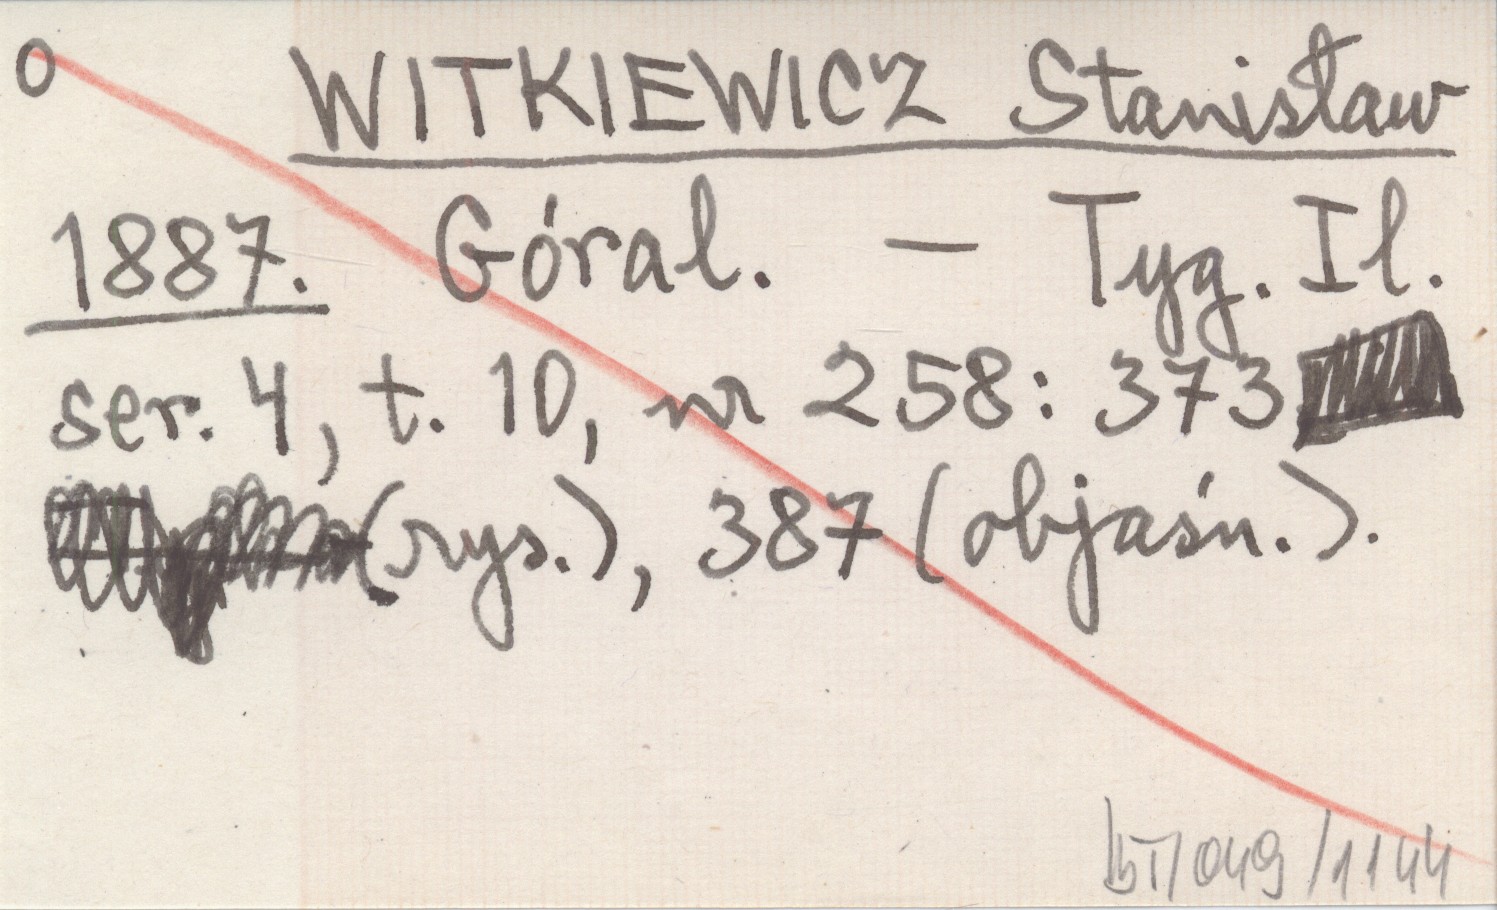 O WITKIEWICZ Stanisław
1887. Góral. — Tyg. Il.
ser. 4, t. 10, nr 258: 373
(rys.), 387 (objaśn.).
bT/049/1144